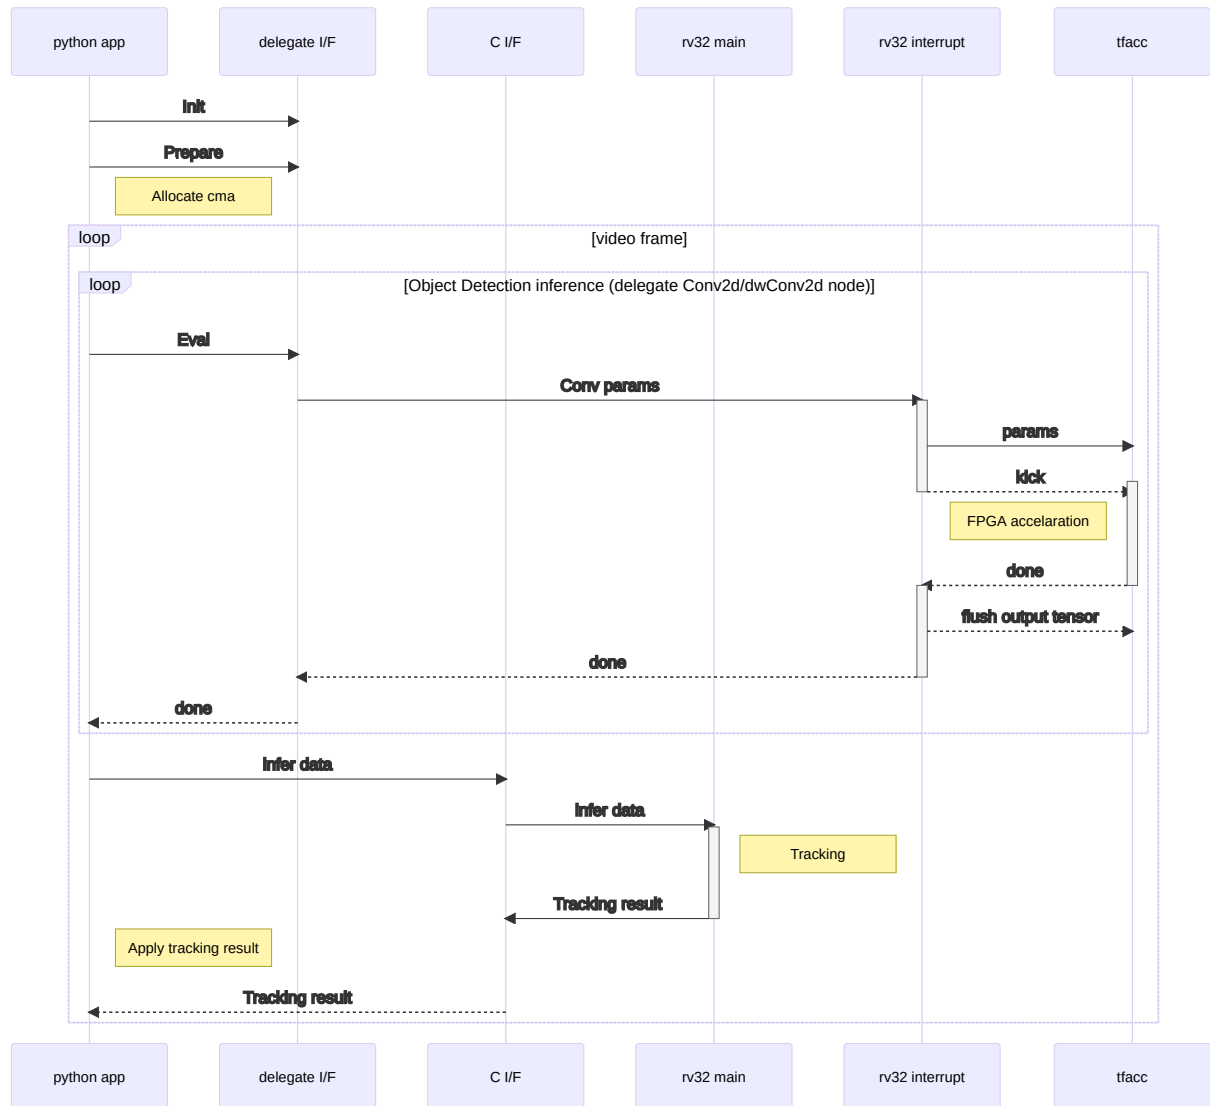 python app
delegate I/F
C I/F
rv32 main
rv32 interrupt
tfacc
Init
Prepare
Allocate cma
loop
[video frame]
loop
[Object Detection inference (delegate Conv2d/dwConv2d node)]
Eval
Conv params
params
kick
FPGA accelaration
done
flush output tensor
done
done
Infer data
Infer data
Tracking
Tracking result
Apply tracking result
Tracking result
python app
delegate I/F
C I/F
rv32 main
rv32 interrupt
tfacc